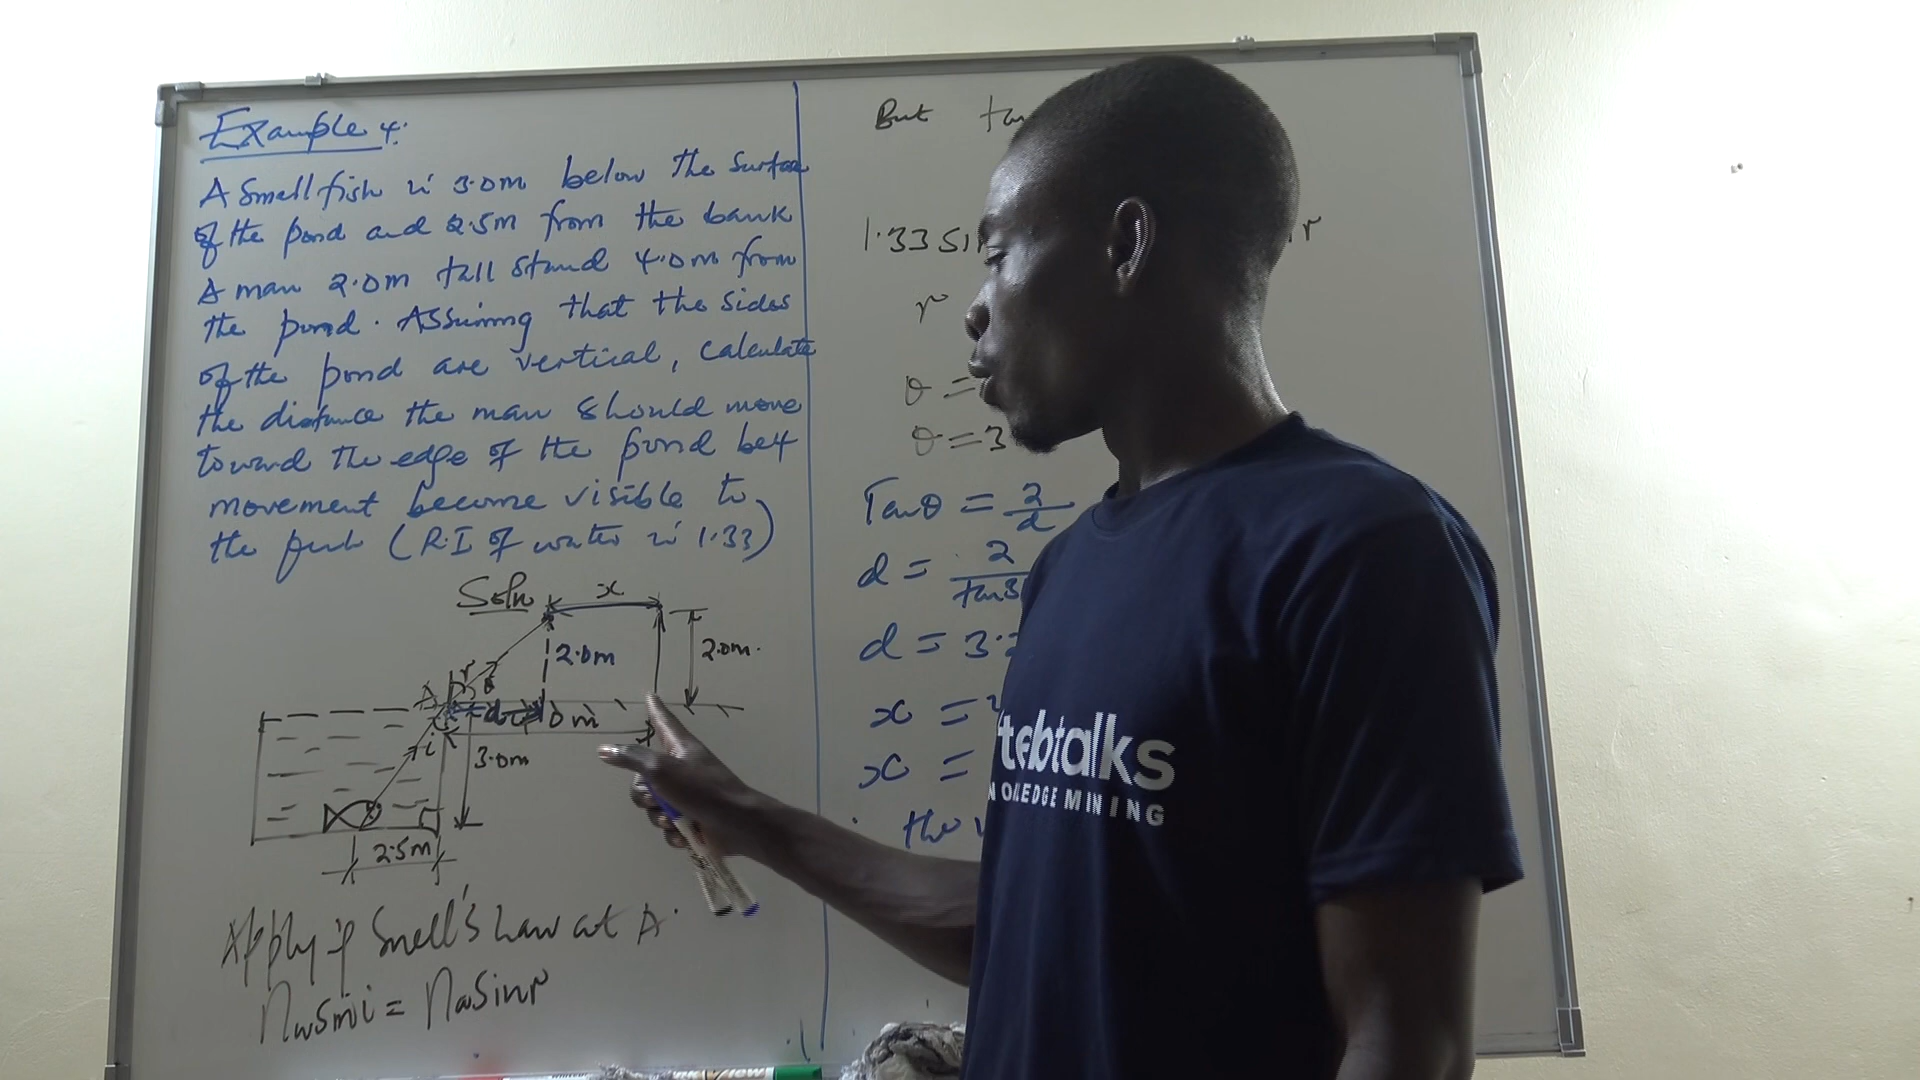 Example 4.
A small fish is 3.0m below the surface
of the pond and 2.5m from the bank
A man 2.0m tall stand 4.0m from
the pond. Assuming that the sides
of the pond are vertical, calculate
the distance the man should move
toward the edge of the pond bef
movement become visible to
the fish (R.I of water is 1.33)
Soln
x
2.0m
2.0m.
r
θ
A
d
0m
i
3.0m
2.5m
Apply Snell's Law at A.
nwsini = nasinr
But tan
1.33 si
r
r
θ =
θ = 3
Tanθ = 2/d
d = 2/tan3
d = 3.2
x =
x =
the
tebtalks
MINING